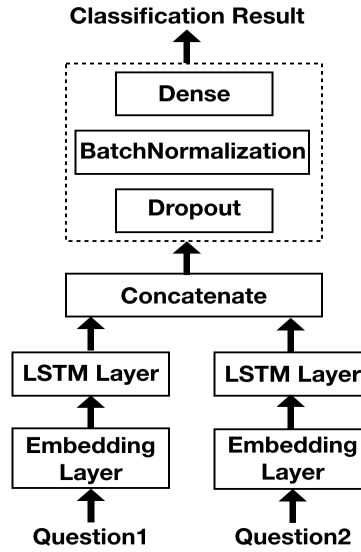 Classification Result
Dense
BatchNormalization
Dropout
Concatenate
LSTM Layer
LSTM Layer
Embedding
Layer
Embedding
Layer
Question1
Question2